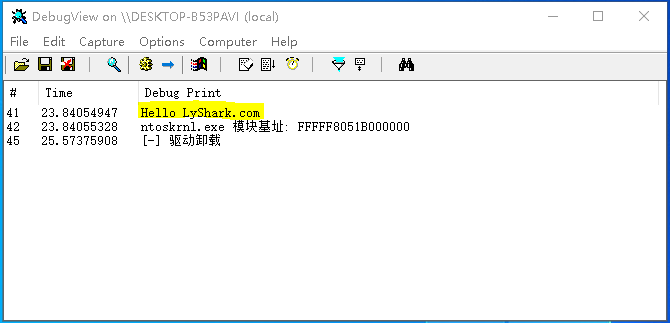 DebugView on \\DESKTOP-B53PAVI (local)
File Edit Capture Options Computer Help
# Time Debug Print
41 23.84054947 Hello LyShark.com
42 23.84055328 ntoskrnl.exe 模块基址: FFFFF8051B000000
45 25.57375908 [-] 驱动卸载